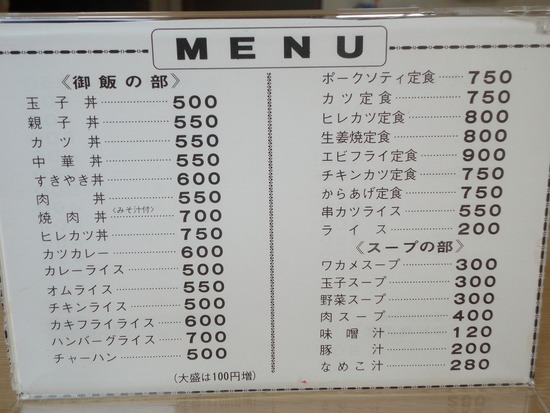 MENU
《御飯の部》
玉子丼 500
親子丼 550
カツ丼 550
中華丼 550
すきやき丼 600
肉丼 550
焼肉丼〈みそ汁付〉 700
ヒレカツ丼 750
カツカレー 600
カレーライス 500
オムライス 550
チキンライス 500
カキフライライス 600
ハンバーグライス 700
チャーハン 500
(大盛は100円増)
ポークソティ定食 750
カツ定食 750
ヒレカツ定食 800
生姜焼定食 800
エビフライ定食 900
チキンカツ定食 750
からあげ定食 750
串カツライス 550
ライス 200
《スープの部》
ワカメスープ 300
玉子スープ 300
野菜スープ 300
肉スープ 400
味噌汁 120
豚汁 200
なめこ汁 280